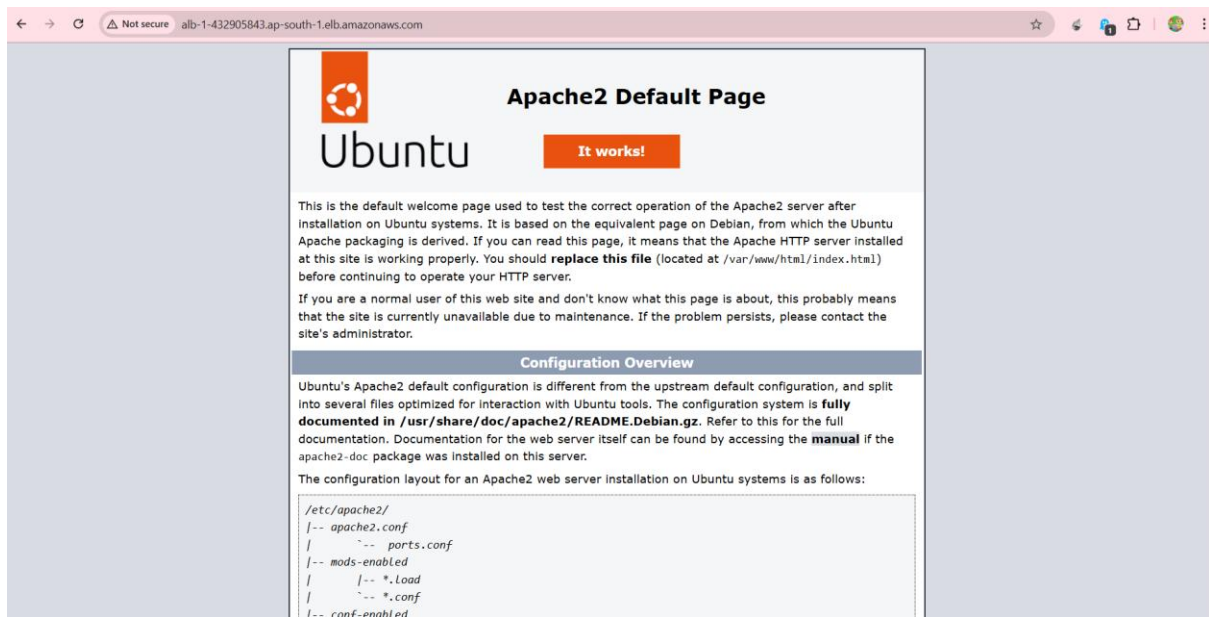 Not secure alb-1-432905843.ap-south-1.elb.amazonaws.com
1
Apache2 Default Page
Ubuntu
It works!
This is the default welcome page used to test the correct operation of the Apache2 server after
installation on Ubuntu systems. It is based on the equivalent page on Debian, from which the Ubuntu
Apache packaging is derived. If you can read this page, it means that the Apache HTTP server installed
at this site is working properly. You should replace this file (located at /var/www/html/index.html)
before continuing to operate your HTTP server.
If you are a normal user of this web site and don't know what this page is about, this probably means
that the site is currently unavailable due to maintenance. If the problem persists, please contact the
site's administrator.
Configuration Overview
Ubuntu's Apache2 default configuration is different from the upstream default configuration, and split
into several files optimized for interaction with Ubuntu tools. The configuration system is fully
documented in /usr/share/doc/apache2/README.Debian.gz. Refer to this for the full
documentation. Documentation for the web server itself can be found by accessing the manual if the
apache2-doc package was installed on this server.
The configuration layout for an Apache2 web server installation on Ubuntu systems is as follows:
/etc/apache2/
|-- apache2.conf
|       `--  ports.conf
|-- mods-enabled
|       |-- *.load
|       `-- *.conf
|-- conf-enabled